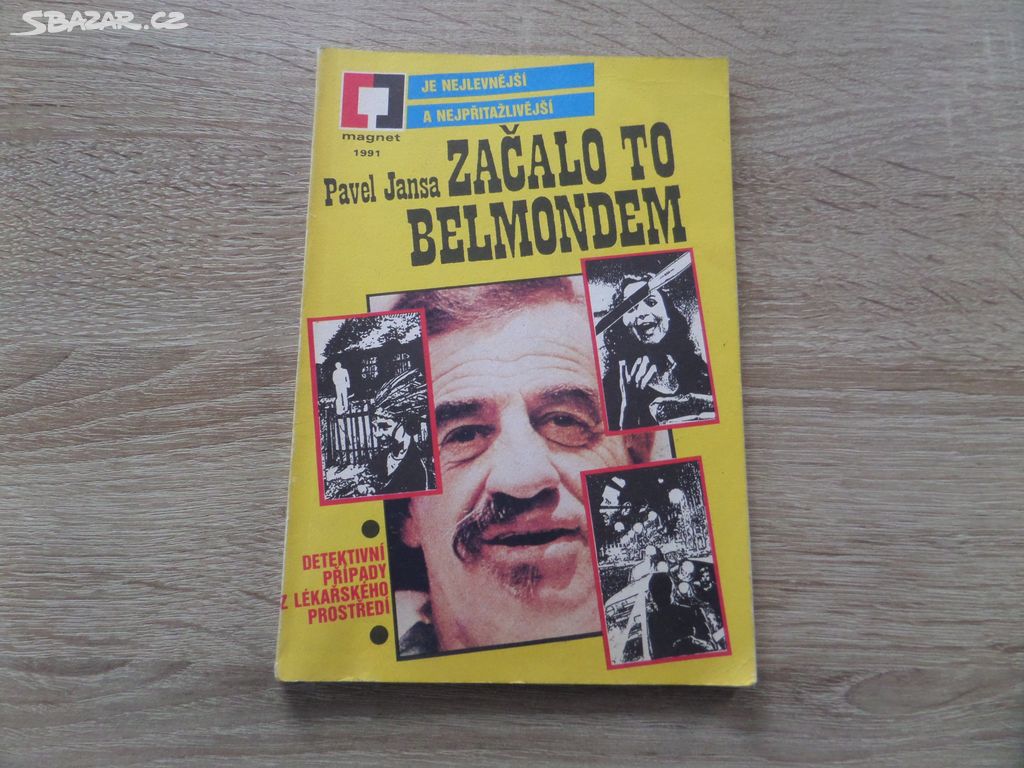 SBAZAR.CZ
JE NEJLEVNĚJŠÍ
A NEJPŘITAŽLIVĚJŠÍ
magnet
1991
Pavel Jansa ZAČALO TO
BELMONDEM
DETEKTIVNÍ
PŘÍPADY
Z LÉKAŘSKÉHO
PROSTŘEDÍ